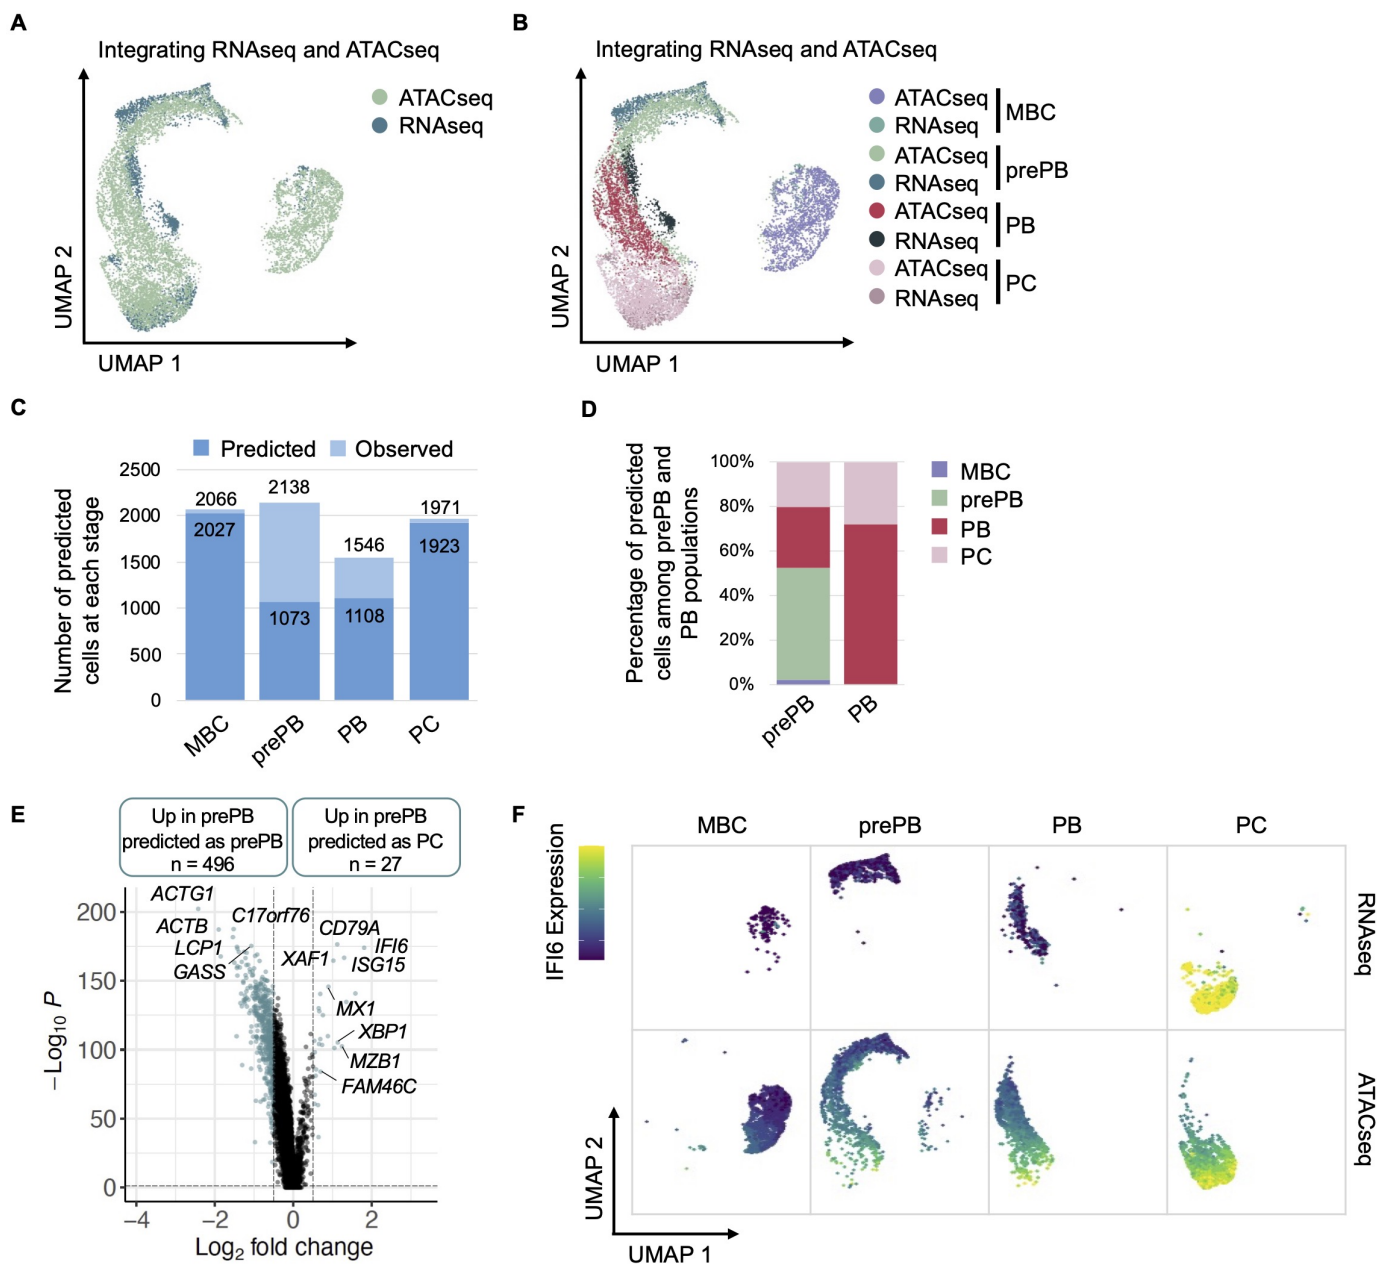 A
Integrating RNAseq and ATACseq
ATACseq
RNAseq
UMAP 2
UMAP 1
B
Integrating RNAseq and ATACseq
ATACseq
RNAseq
MBC
ATACseq
RNAseq
prePB
ATACseq
RNAseq
PB
ATACseq
RNAseq
PC
UMAP 2
UMAP 1
C
Predicted
Observed
Number of predicted
cells at each stage
2500
2000
1500
1000
500
0
2066
2027
2138
1073
1546
1108
1971
1923
MBC
prePB
PB
PC
D
Percentage of predicted
cells among prePB and
PB populations
100%
80%
60%
40%
20%
0%
prePB
PB
MBC
prePB
PB
PC
E
Up in prePB
predicted as prePB
n = 496
Up in prePB
predicted as PC
n = 27
ACTG1
ACTB
LCP1
GASS
C17orf76
XAF1
CD79A
IFI6
ISG15
MX1
XBP1
MZB1
FAM46C
−Log10 P
200
150
100
50
0
−4
−2
0
2
Log2 fold change
F
IFI6 Expression
MBC
prePB
PB
PC
RNAseq
ATACseq
UMAP 2
UMAP 1